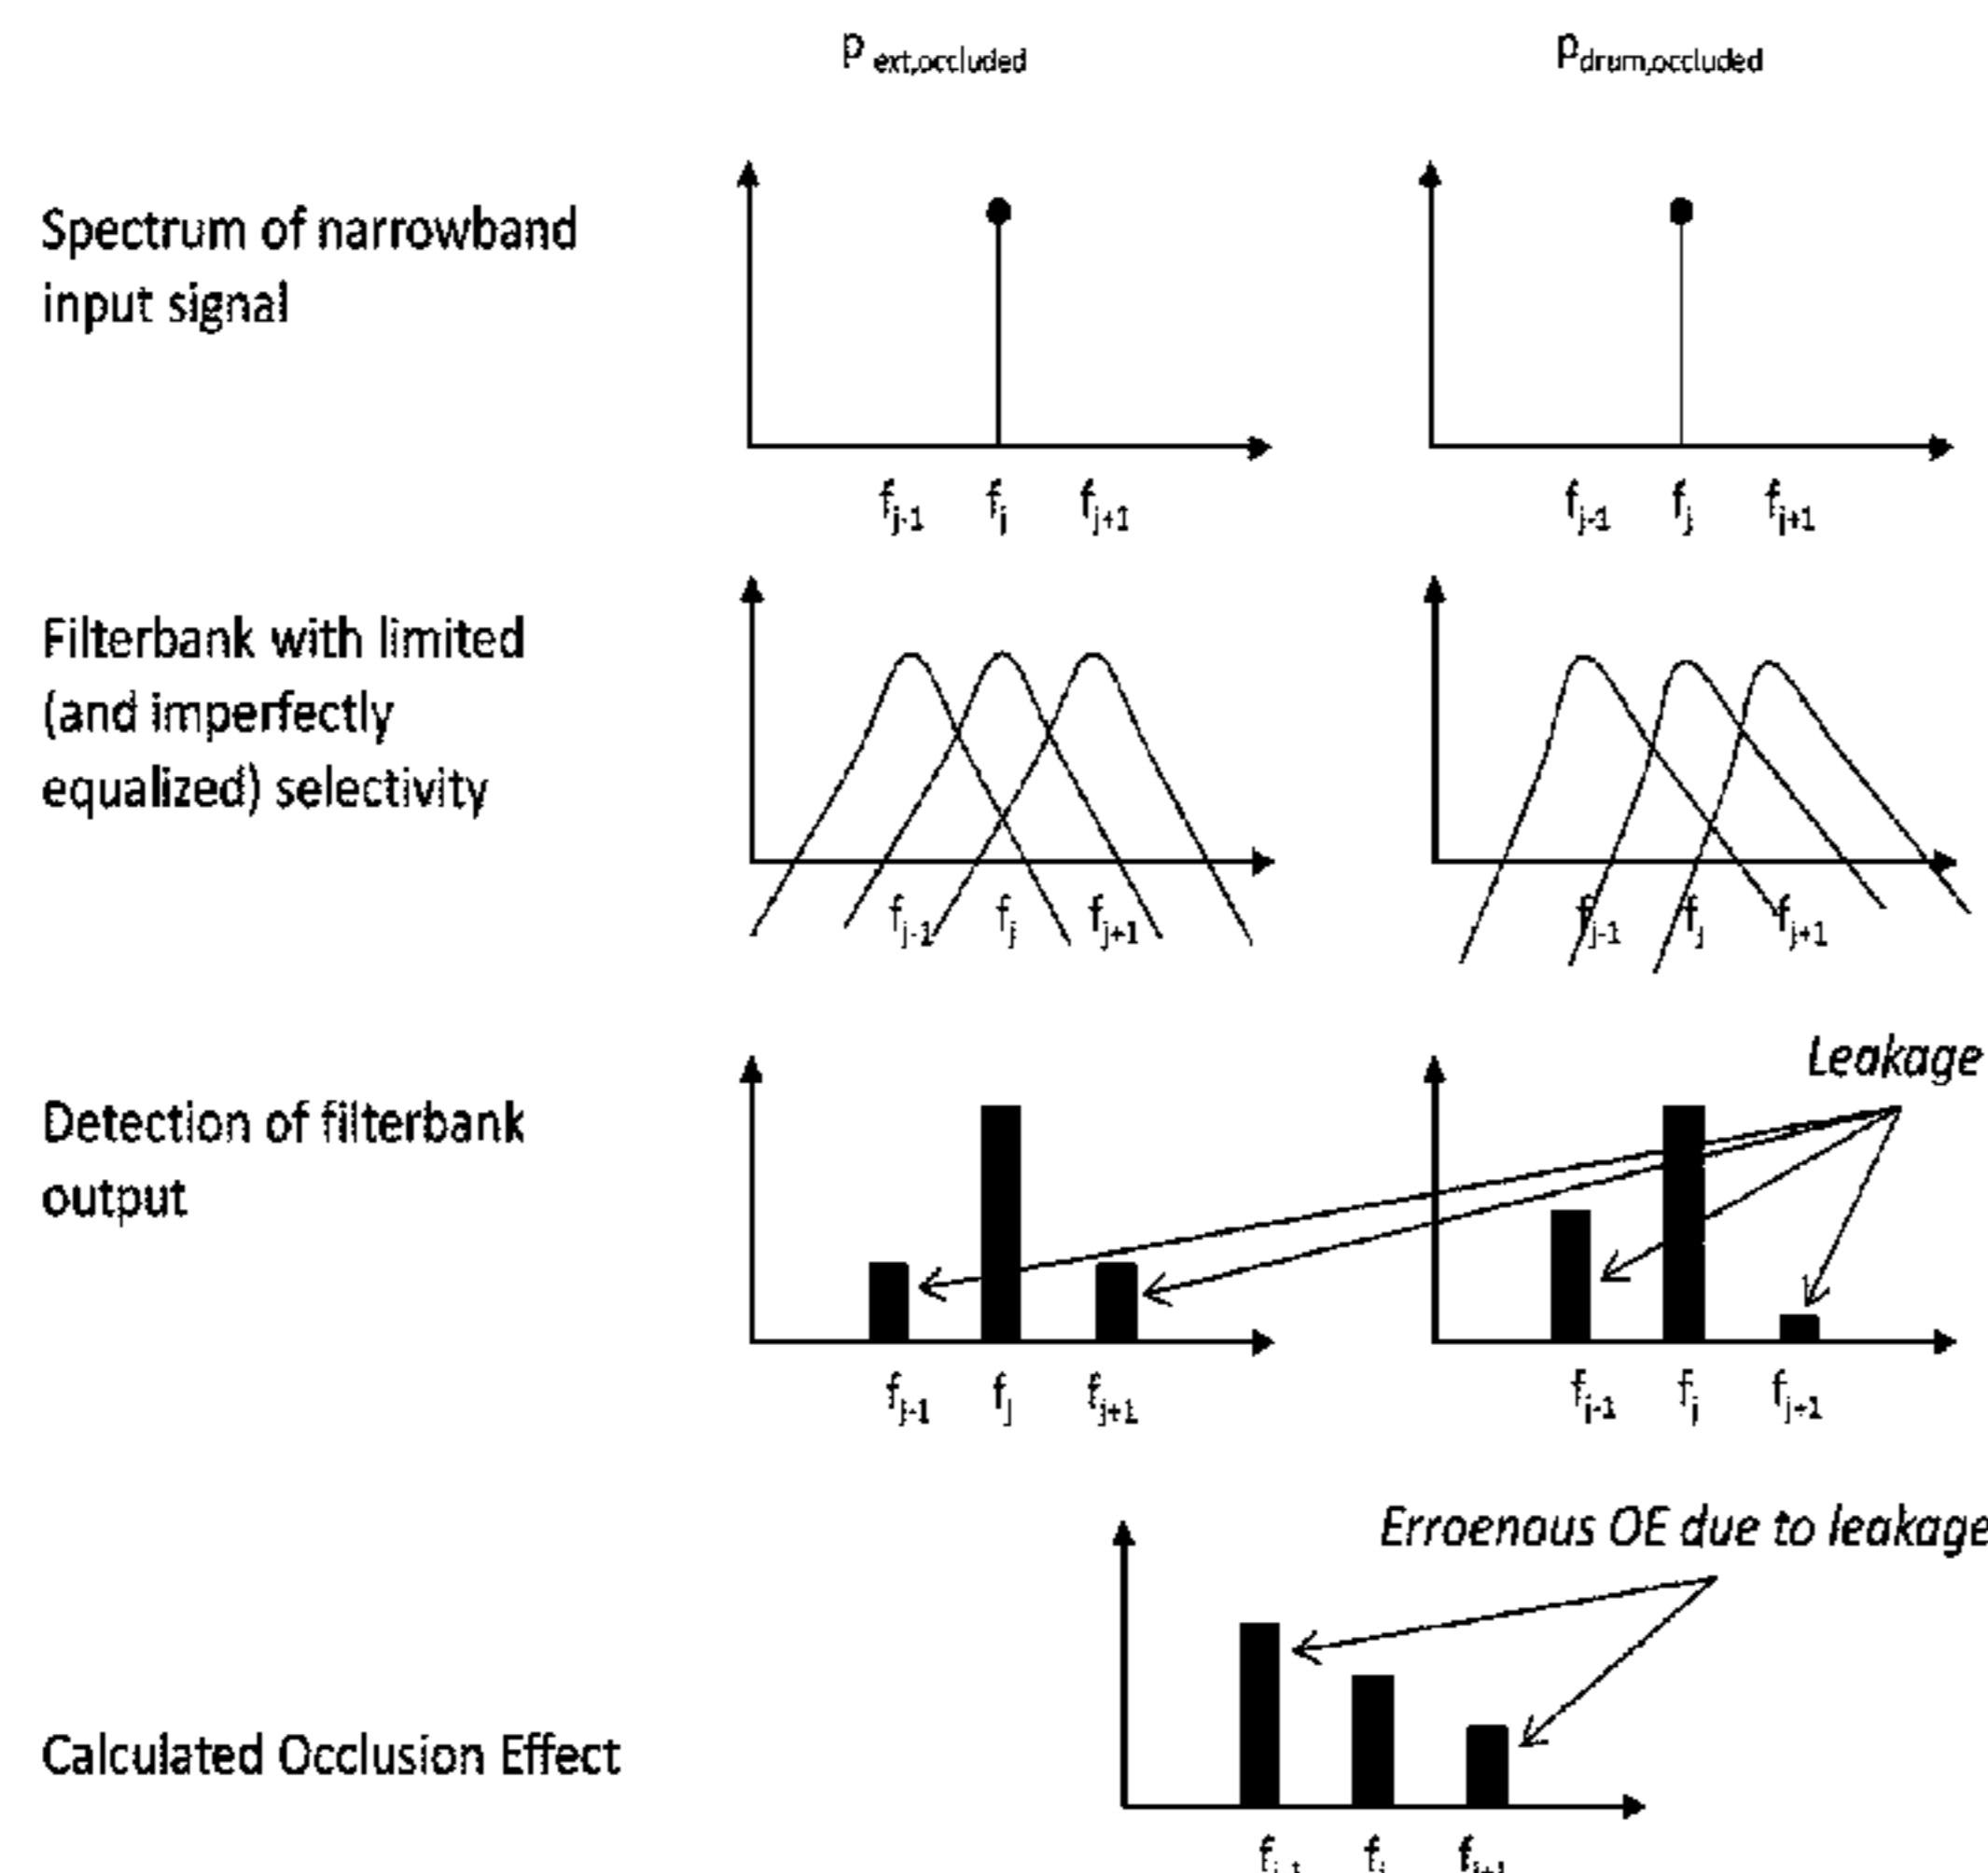 p ext,occluded
p drum,occluded
Spectrum of narrowband
input signal
f j-1 f j f j+1
f j-1 f j f j+1
Filterbank with limited
(and imperfectly
equalized) selectivity
f j-1 f j f j+1
f j-1 f j f j+1
Leakage
Detection of filterbank
output
f j-1 f j f j+1
f j-1 f j f j+1
Erroenous OE due to leakage
Calculated Occlusion Effect
f j-1 f j f j+1